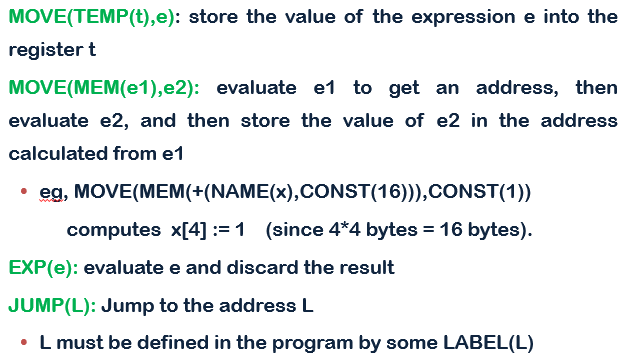 MOVE(TEMP(t),e): store the value of the expression e into the
register t
MOVE(MEM(e1),e2): evaluate e1 to get an address, then
evaluate e2, and then store the value of e2 in the address
calculated from e1
• eg, MOVE(MEM(+(NAME(x),CONST(16))),CONST(1))
computes x[4] := 1 (since 4*4 bytes = 16 bytes).
EXP(e): evaluate e and discard the result
JUMP(L): Jump to the address L
• L must be defined in the program by some LABEL(L)